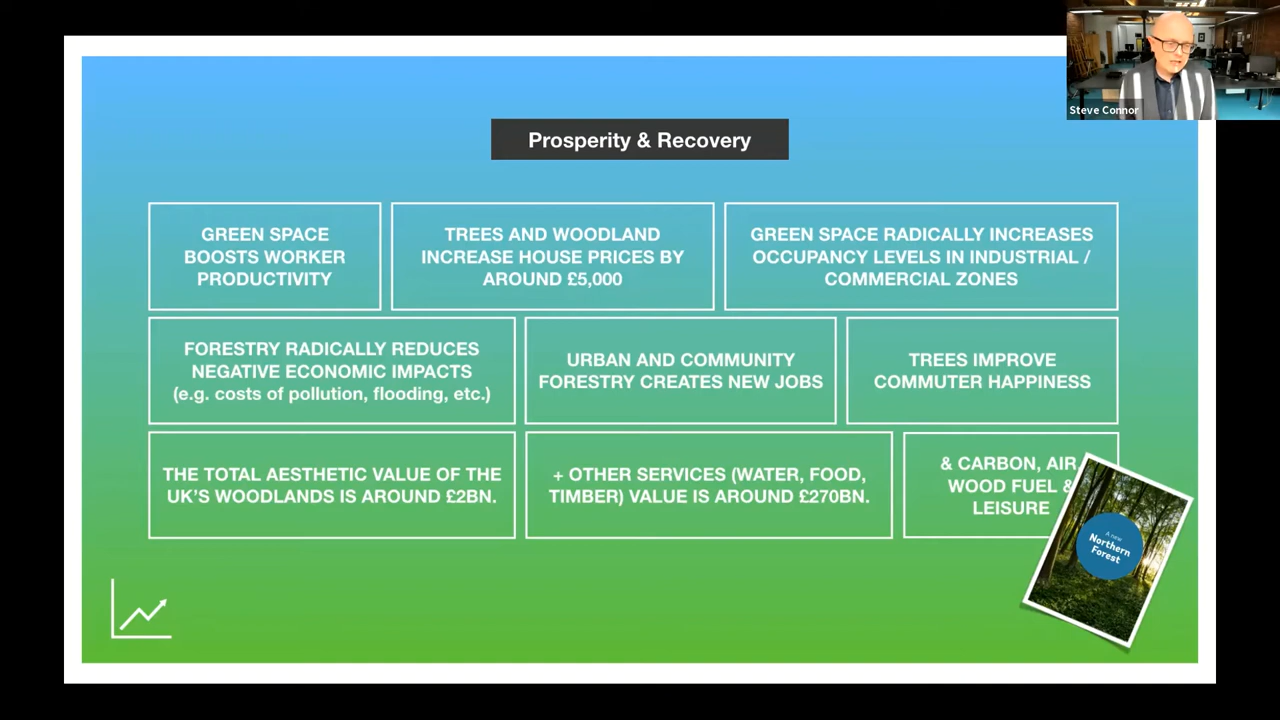 Steve Connor
Prosperity & Recovery
GREEN SPACE
BOOSTS WORKER
PRODUCTIVITY
TREES AND WOODLAND
INCREASE HOUSE PRICES BY
AROUND £5,000
GREEN SPACE RADICALLY INCREASES
OCCUPANCY LEVELS IN INDUSTRIAL /
COMMERCIAL ZONES
FORESTRY RADICALLY REDUCES
NEGATIVE ECONOMIC IMPACTS
(e.g. costs of pollution, flooding, etc.)
URBAN AND COMMUNITY
FORESTRY CREATES NEW JOBS
TREES IMPROVE
COMMUTER HAPPINESS
THE TOTAL AESTHETIC VALUE OF THE
UK'S WOODLANDS IS AROUND £2BN.
+ OTHER SERVICES (WATER, FOOD,
TIMBER) VALUE IS AROUND £270BN.
& CARBON, AIR,
WOOD FUEL &
LEISURE
A new
Northern
Forest